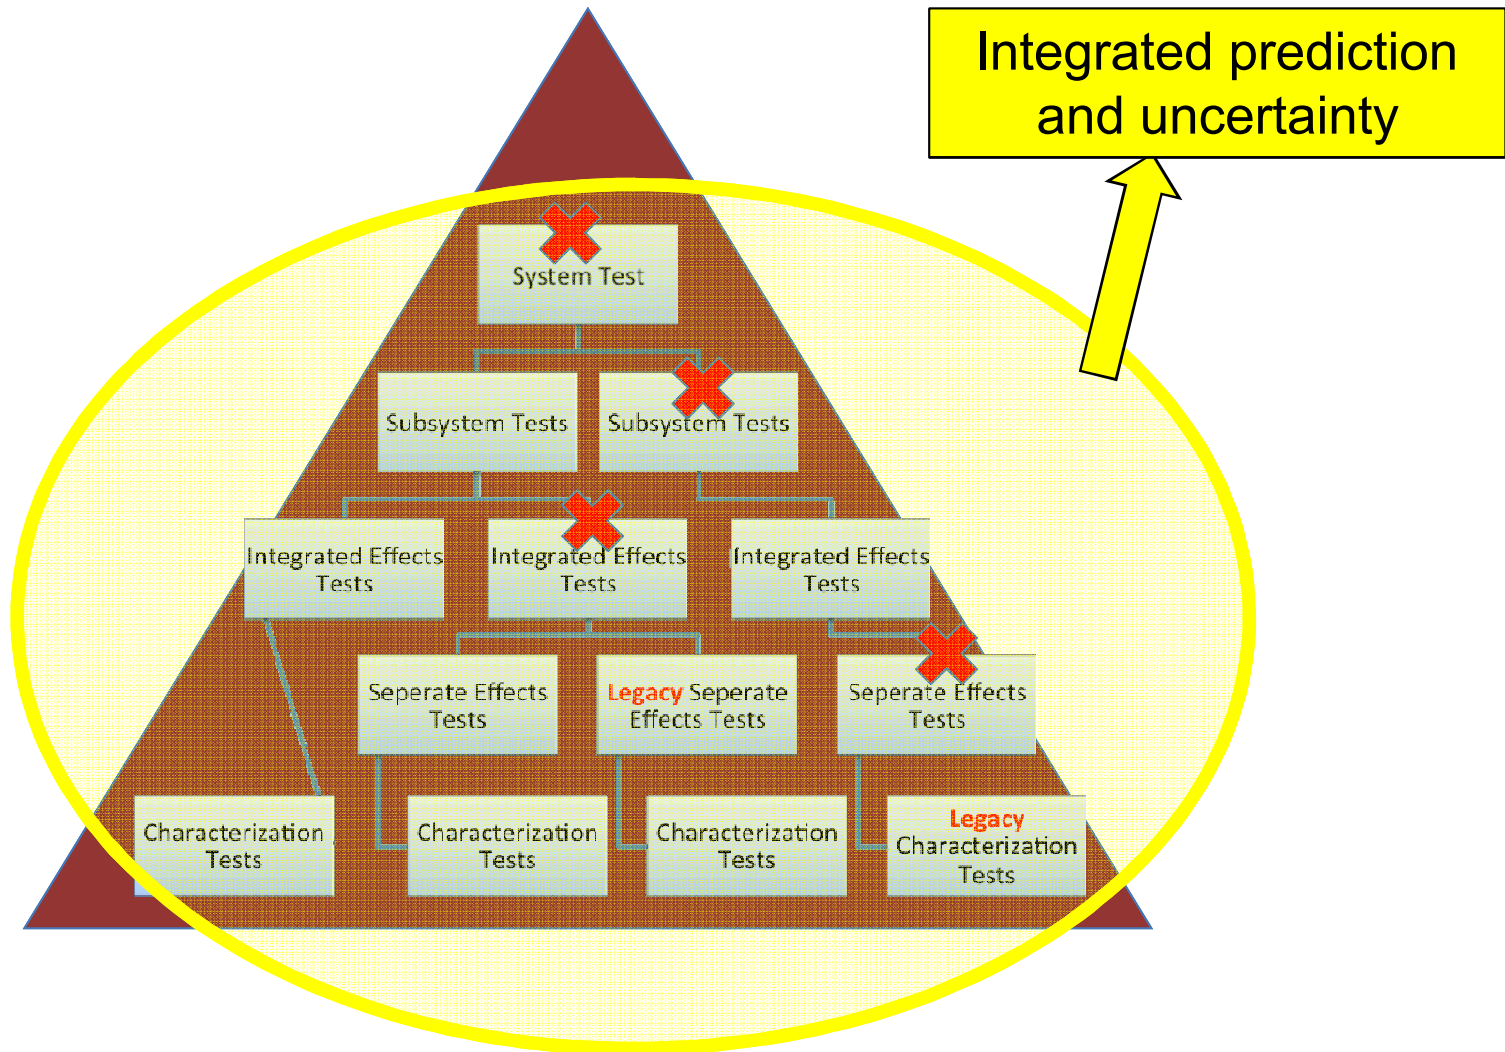 Integrated prediction
and uncertainty
System Test
Subsystem Tests
Subsystem Tests
Integrated Effects
Tests
Integrated Effects
Tests
Integrated Effects
Tests
Seperate Effects
Tests
Legacy Seperate
Effects Tests
Seperate Effects
Tests
Characterization
Tests
Characterization
Tests
Characterization
Tests
Legacy
Characterization
Tests